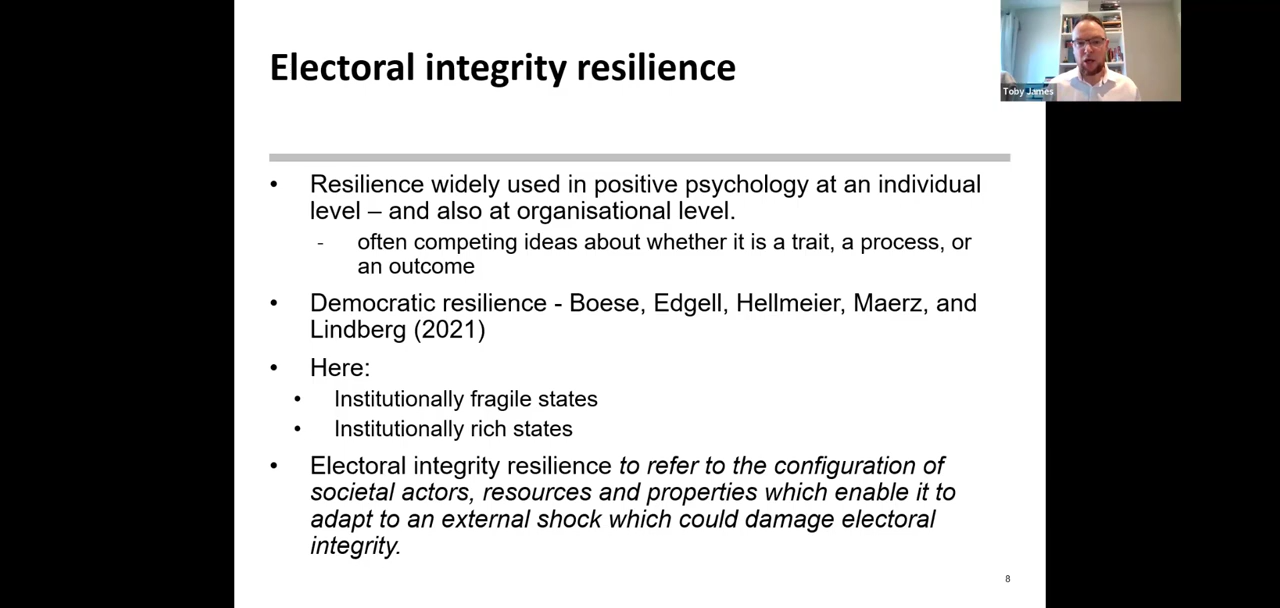 Electoral integrity resilience
Toby James
• Resilience widely used in positive psychology at an individual
level – and also at organisational level.
- often competing ideas about whether it is a trait, a process, or
an outcome
• Democratic resilience - Boese, Edgell, Hellmeier, Maerz, and
Lindberg (2021)
• Here:
• Institutionally fragile states
• Institutionally rich states
• Electoral integrity resilience to refer to the configuration of
societal actors, resources and properties which enable it to
adapt to an external shock which could damage electoral
integrity.
8